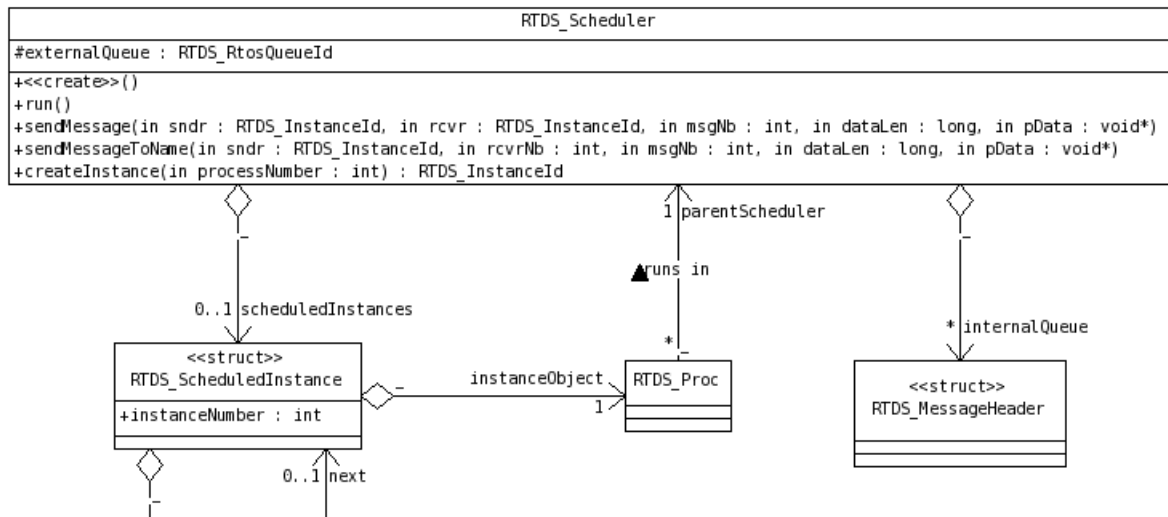 RTDS_Scheduler
#externalQueue : RTDS_RtosQueueId
+<<create>>()
+run()
+sendMessage(in sndr : RTDS_InstanceId, in rcvr : RTDS_InstanceId, in msgNb : int, in dataLen : long, in pData : void*)
+sendMessageToName(in sndr : RTDS_InstanceId, in rcvrNb : int, in msgNb : int, in dataLen : long, in pData : void*)
+createInstance(in processNumber : int) : RTDS_InstanceId
1 parentScheduler
runs in
0..1 scheduledInstances
* internalQueue
*
<<struct>>
RTDS_ScheduledInstance
+instanceNumber : int
instanceObject
1
RTDS_Proc
<<struct>>
RTDS_MessageHeader
0..1 next